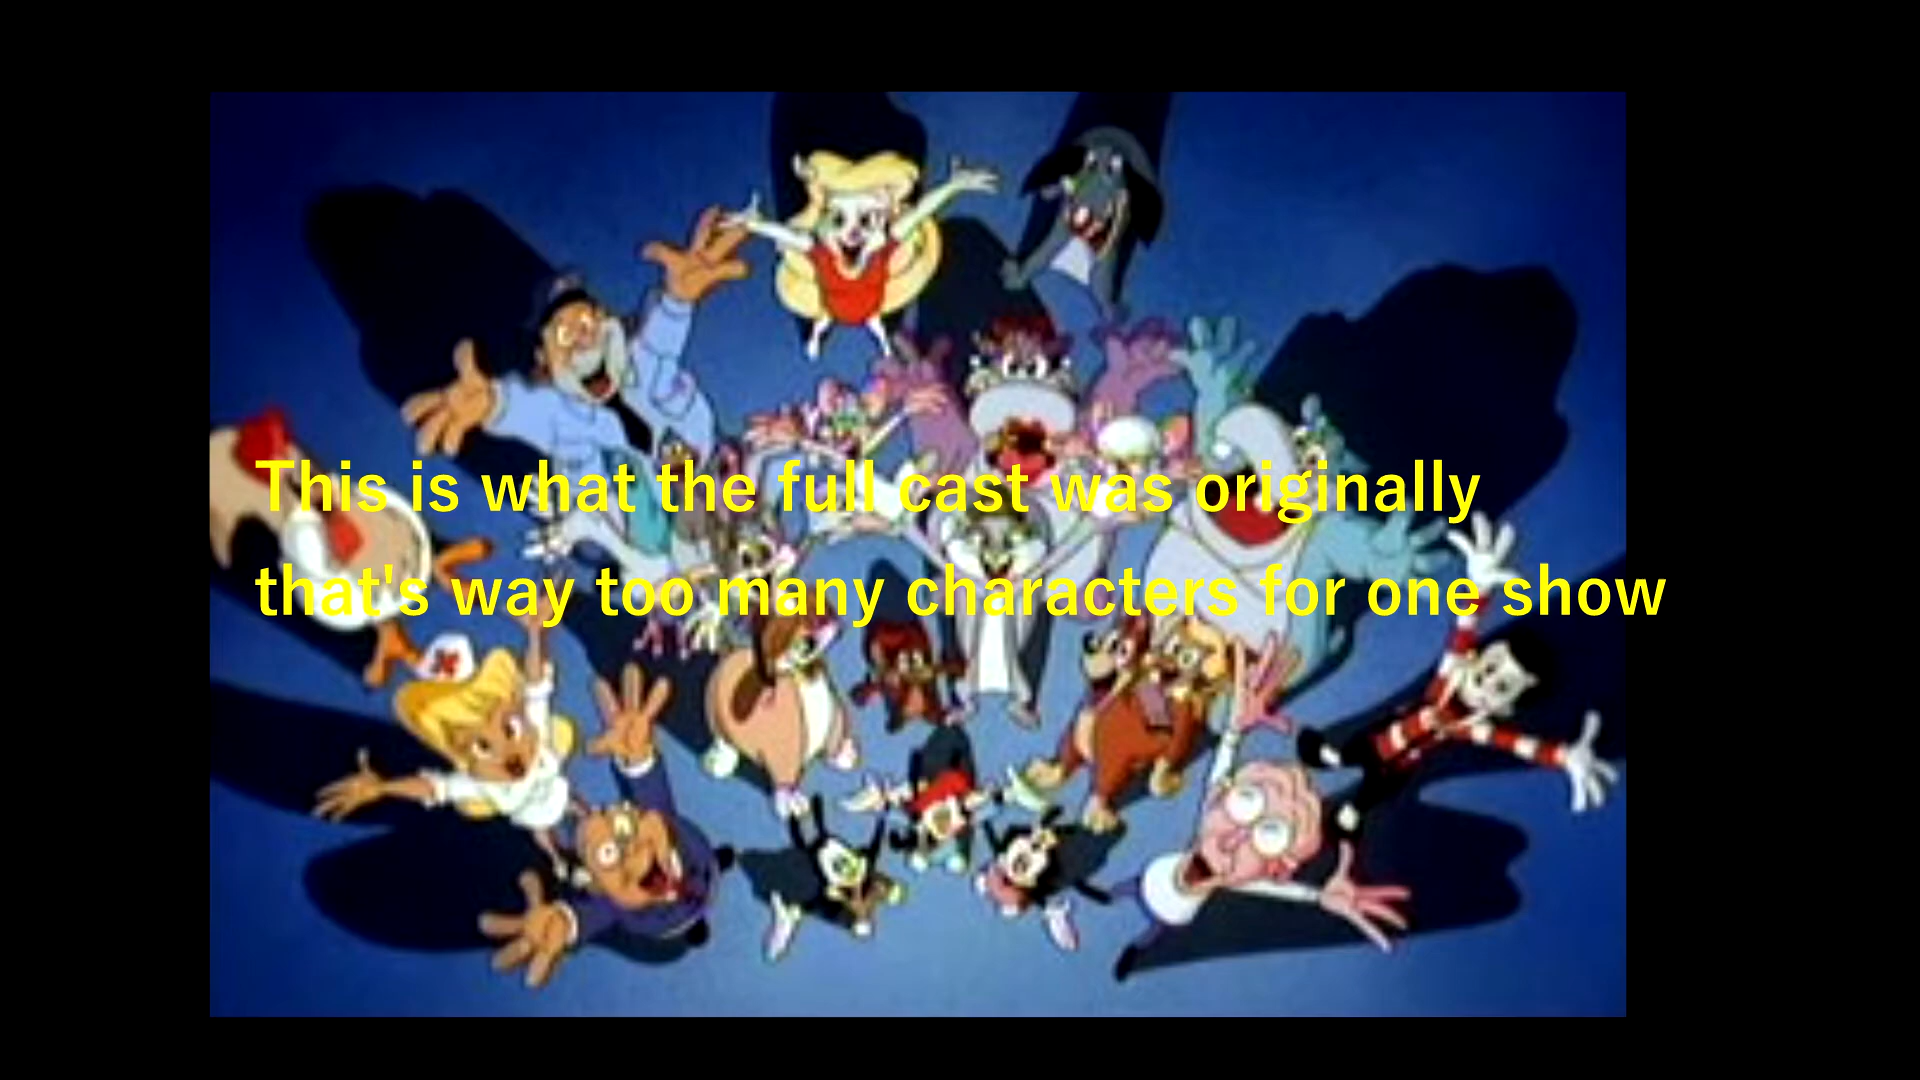 This is what the full cast was originally
that's way too many characters for one show